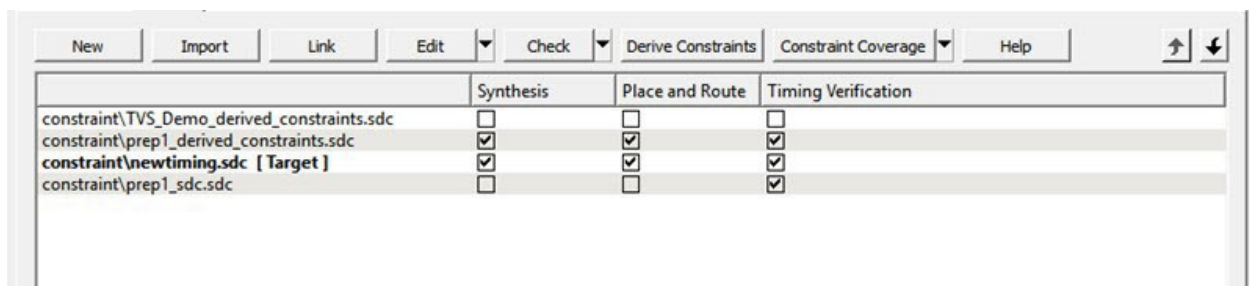 New Import Link Edit Check Derive Constraints Constraint Coverage Help
Synthesis Place and Route Timing Verification
constraint\TVS_Demo_derived_constraints.sdc
constraint\prep1_derived_constraints.sdc
constraint\newtiming.sdc [ Target ]
constraint\prep1_sdc.sdc